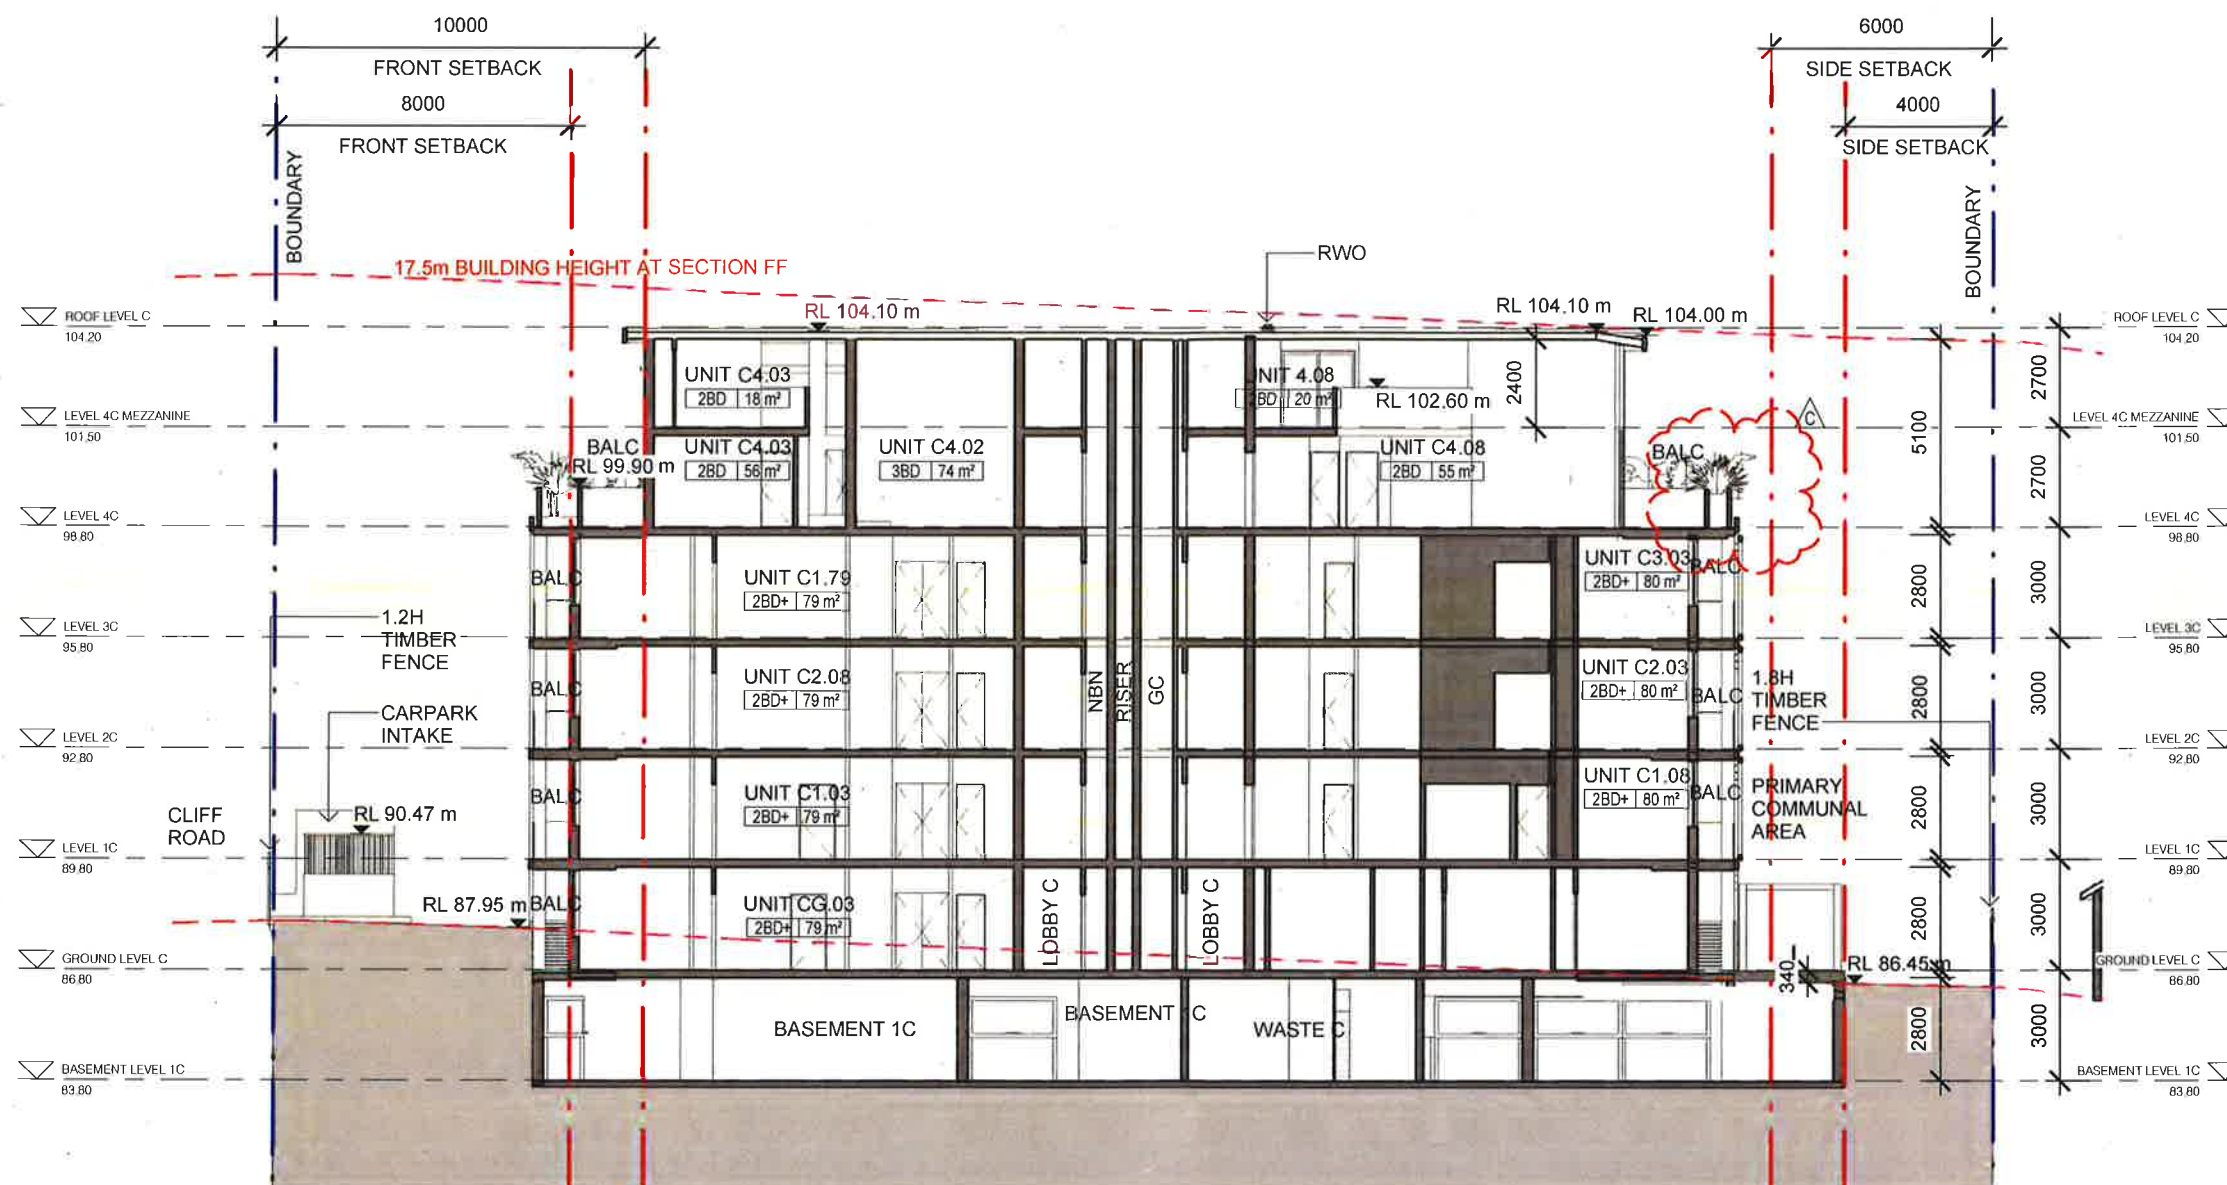 10000
FRONT SETBACK
8000
FRONT SETBACK
6000
SIDE SETBACK
4000
SIDE SETBACK
BOUNDARY
BOUNDARY
17.5m BUILDING HEIGHT AT SECTION FF
RWO
RL 104.10 m
RL 104.10 m
RL 104.00 m
ROOF LEVEL C
104.20
ROOF LEVEL C
104.20
UNIT C4.03
2BD 18 m²
UNIT 4.08
2BD 20 m²
RL 102.60 m
2400
2700
5100
C
LEVEL 4C MEZZANINE
101.50
LEVEL 4C MEZZANINE
101.50
BALC
RL 99.90 m
UNIT C4.03
2BD 56 m²
UNIT C4.02
3BD 74 m²
UNIT C4.08
2BD 55 m²
BALC
2700
LEVEL 4C
98.80
LEVEL 4C
98.80
BALC
UNIT C1.79
2BD+ 79 m²
UNIT C3.03
2BD+ 80 m²
BALC
2800
3000
1.2H
TIMBER
FENCE
LEVEL 3C
95.80
LEVEL 3C
95.80
BALC
UNIT C2.08
2BD+ 79 m²
NBN
RISER
GC
UNIT C2.03
2BD+ 80 m²
BALC
1.8H
TIMBER
FENCE
2800
3000
CARPARK
INTAKE
LEVEL 2C
92.80
LEVEL 2C
92.80
CLIFF
ROAD
RL 90.47 m
BALC
UNIT C1.03
2BD+ 79 m²
UNIT C1.08
2BD+ 80 m²
BALC
PRIMARY
COMMUNAL
AREA
2800
3000
LEVEL 1C
89.80
LEVEL 1C
89.80
RL 87.95 m
BALC
UNIT CG.03
2BD+ 79 m²
LOBBY C
LOBBY C
2800
3000
GROUND LEVEL C
86.80
340
RL 86.45 m
GROUND LEVEL C
86.80
BASEMENT 1C
BASEMENT C
WASTE C
2800
3000
BASEMENT LEVEL 1C
83.80
BASEMENT LEVEL 1C
83.80